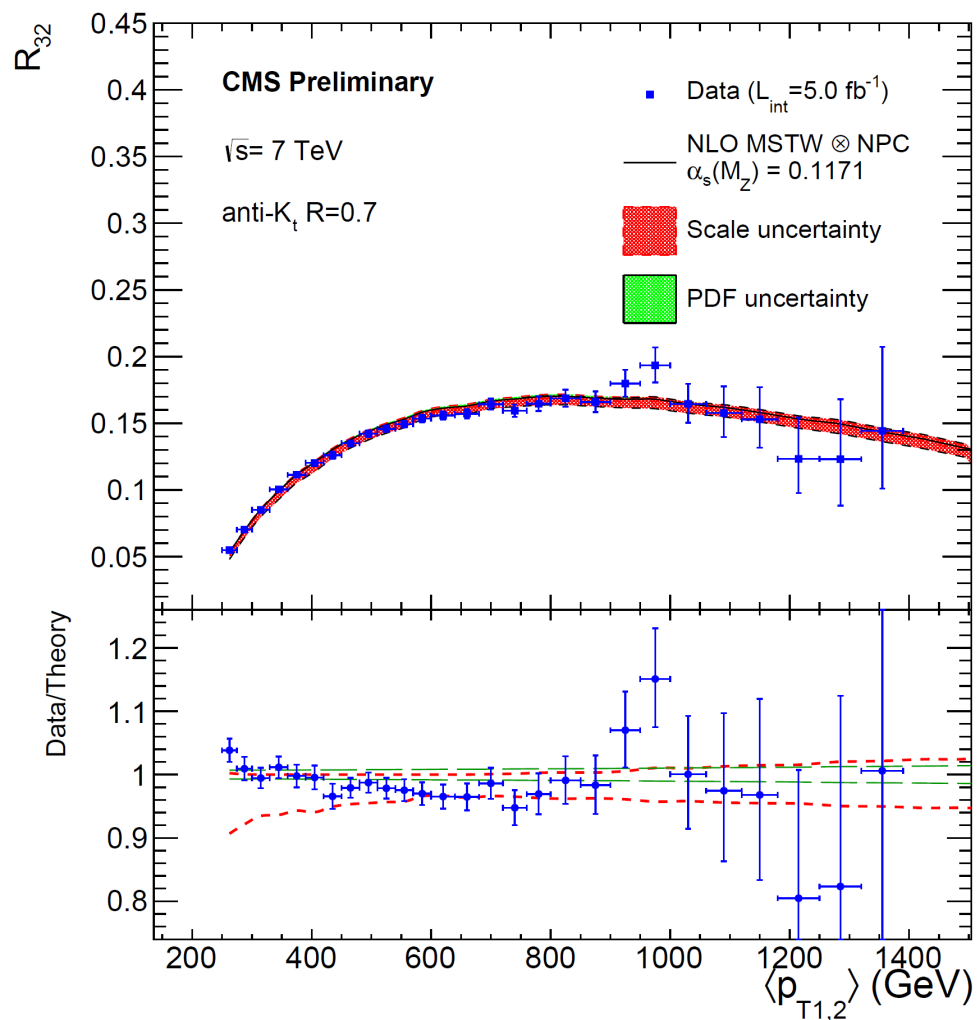 R32
0.45
0.4
0.35
0.3
0.25
0.2
0.15
0.1
0.05
CMS Preliminary
√s= 7 TeV
anti-Kt R=0.7
Data (Lint=5.0 fb-1)
NLO MSTW ⊗ NPC
αs(MZ) = 0.1171
Scale uncertainty
PDF uncertainty
Data/Theory
1.2
1.1
1
0.9
0.8
200 400 600 800 1000 1200 1400
⟨pT1,2⟩ (GeV)